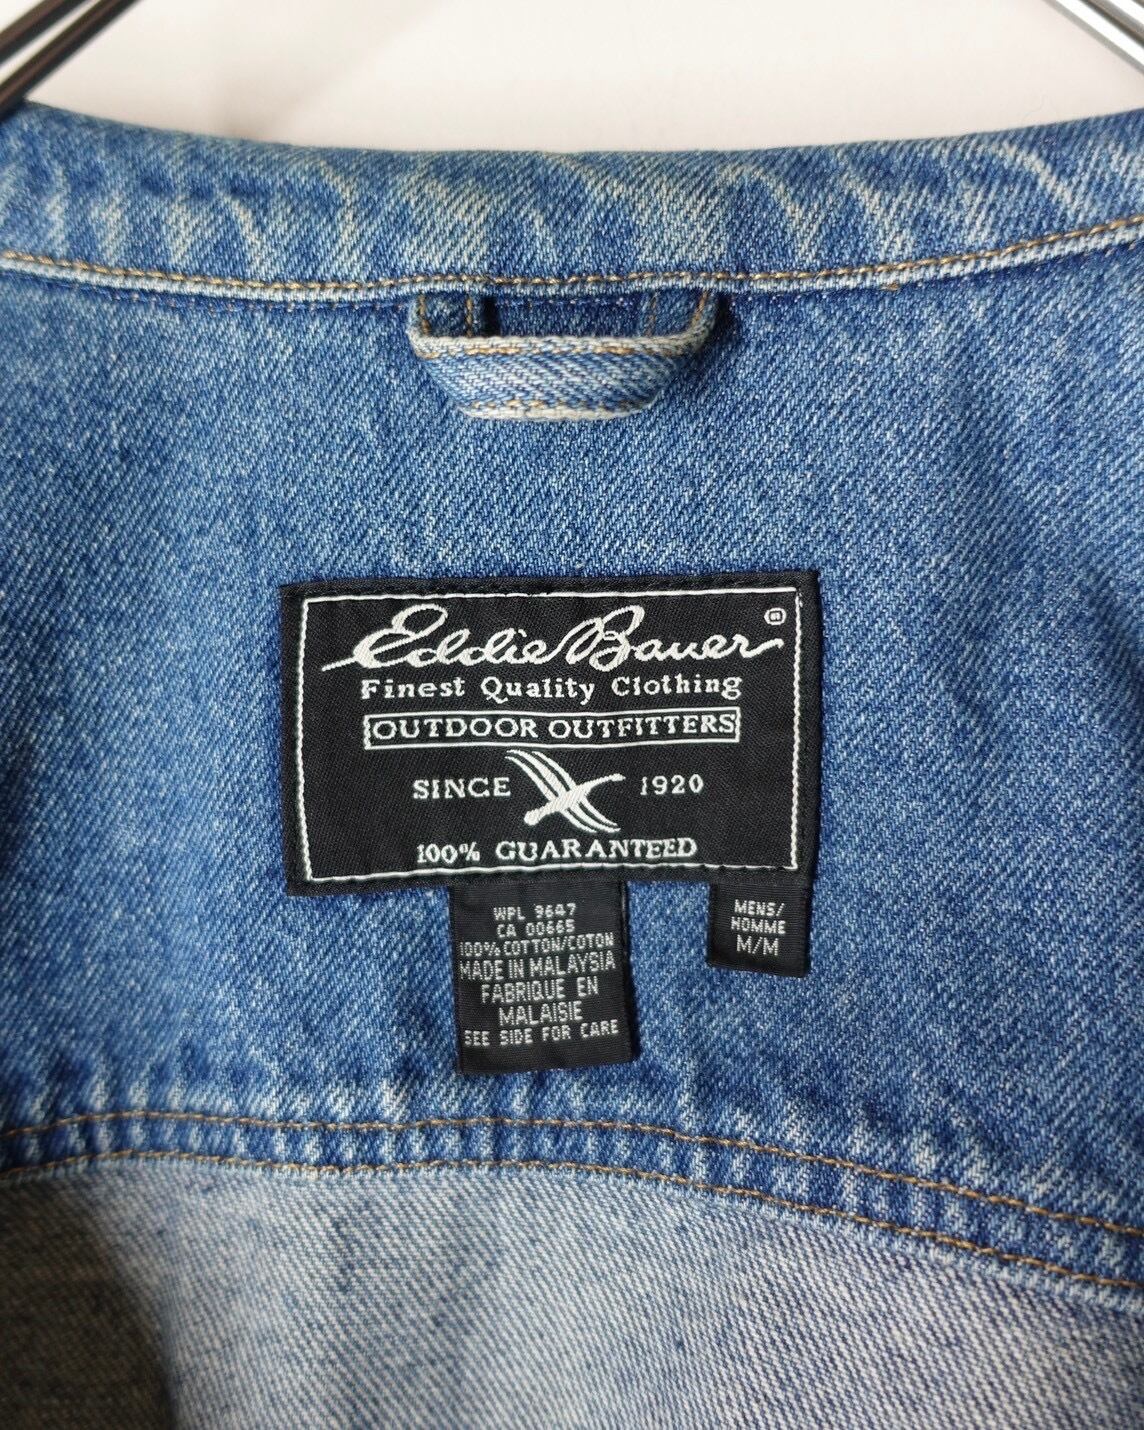 Eddie Bauer®
Finest Quality Clothing
OUTDOOR OUTFITTERS
SINCE 1920
100% GUARANTEED
WPL 9647
CA 00665
100% COTTON/COTON
MADE IN MALAYSIA
FABRIQUE EN
MALAISIE
SEE SIDE FOR CARE
MENS/
HOMME
M/M